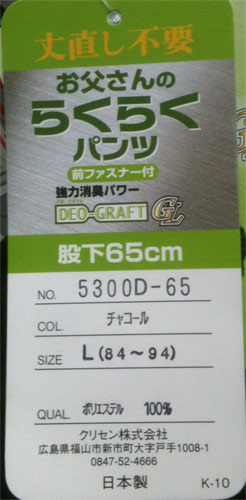 丈直し不要
お父さんの
らくらく
パンツ
前ファスナー付
強力消臭パワー
DEO-GRAFT GL
股下65cm
NO. 5300D-65
COL. チャコール
SIZE L(84～94)
QUAL. ポリエステル 100%
クリセン株式会社
広島県福山市新市町大字戸手1008-1
0847-52-4666
日本製 K-10